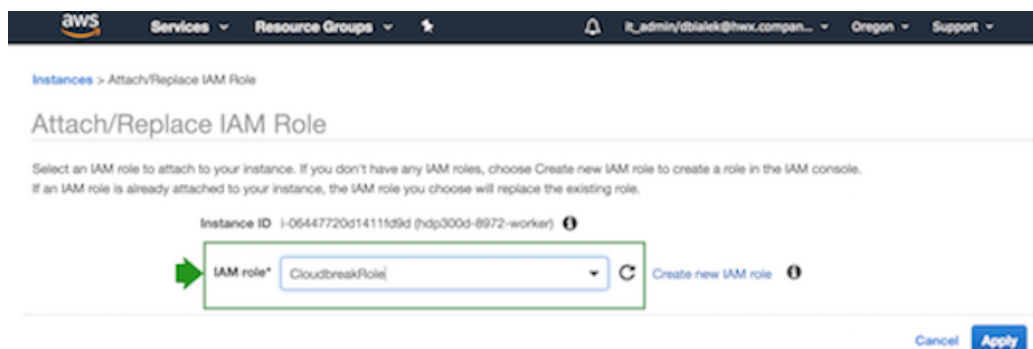 aws Services Resource Groups it_admin/dbialek@hwx.compan... Oregon Support
Instances > Attach/Replace IAM Role
Attach/Replace IAM Role
Select an IAM role to attach to your instance. If you don't have any IAM roles, choose Create new IAM role to create a role in the IAM console.
If an IAM role is already attached to your instance, the IAM role you choose will replace the existing role.
Instance ID i-06447720d1411fd9d (hdp300d-8972-worker)
IAM role* CloudbreakRole Create new IAM role
Cancel Apply